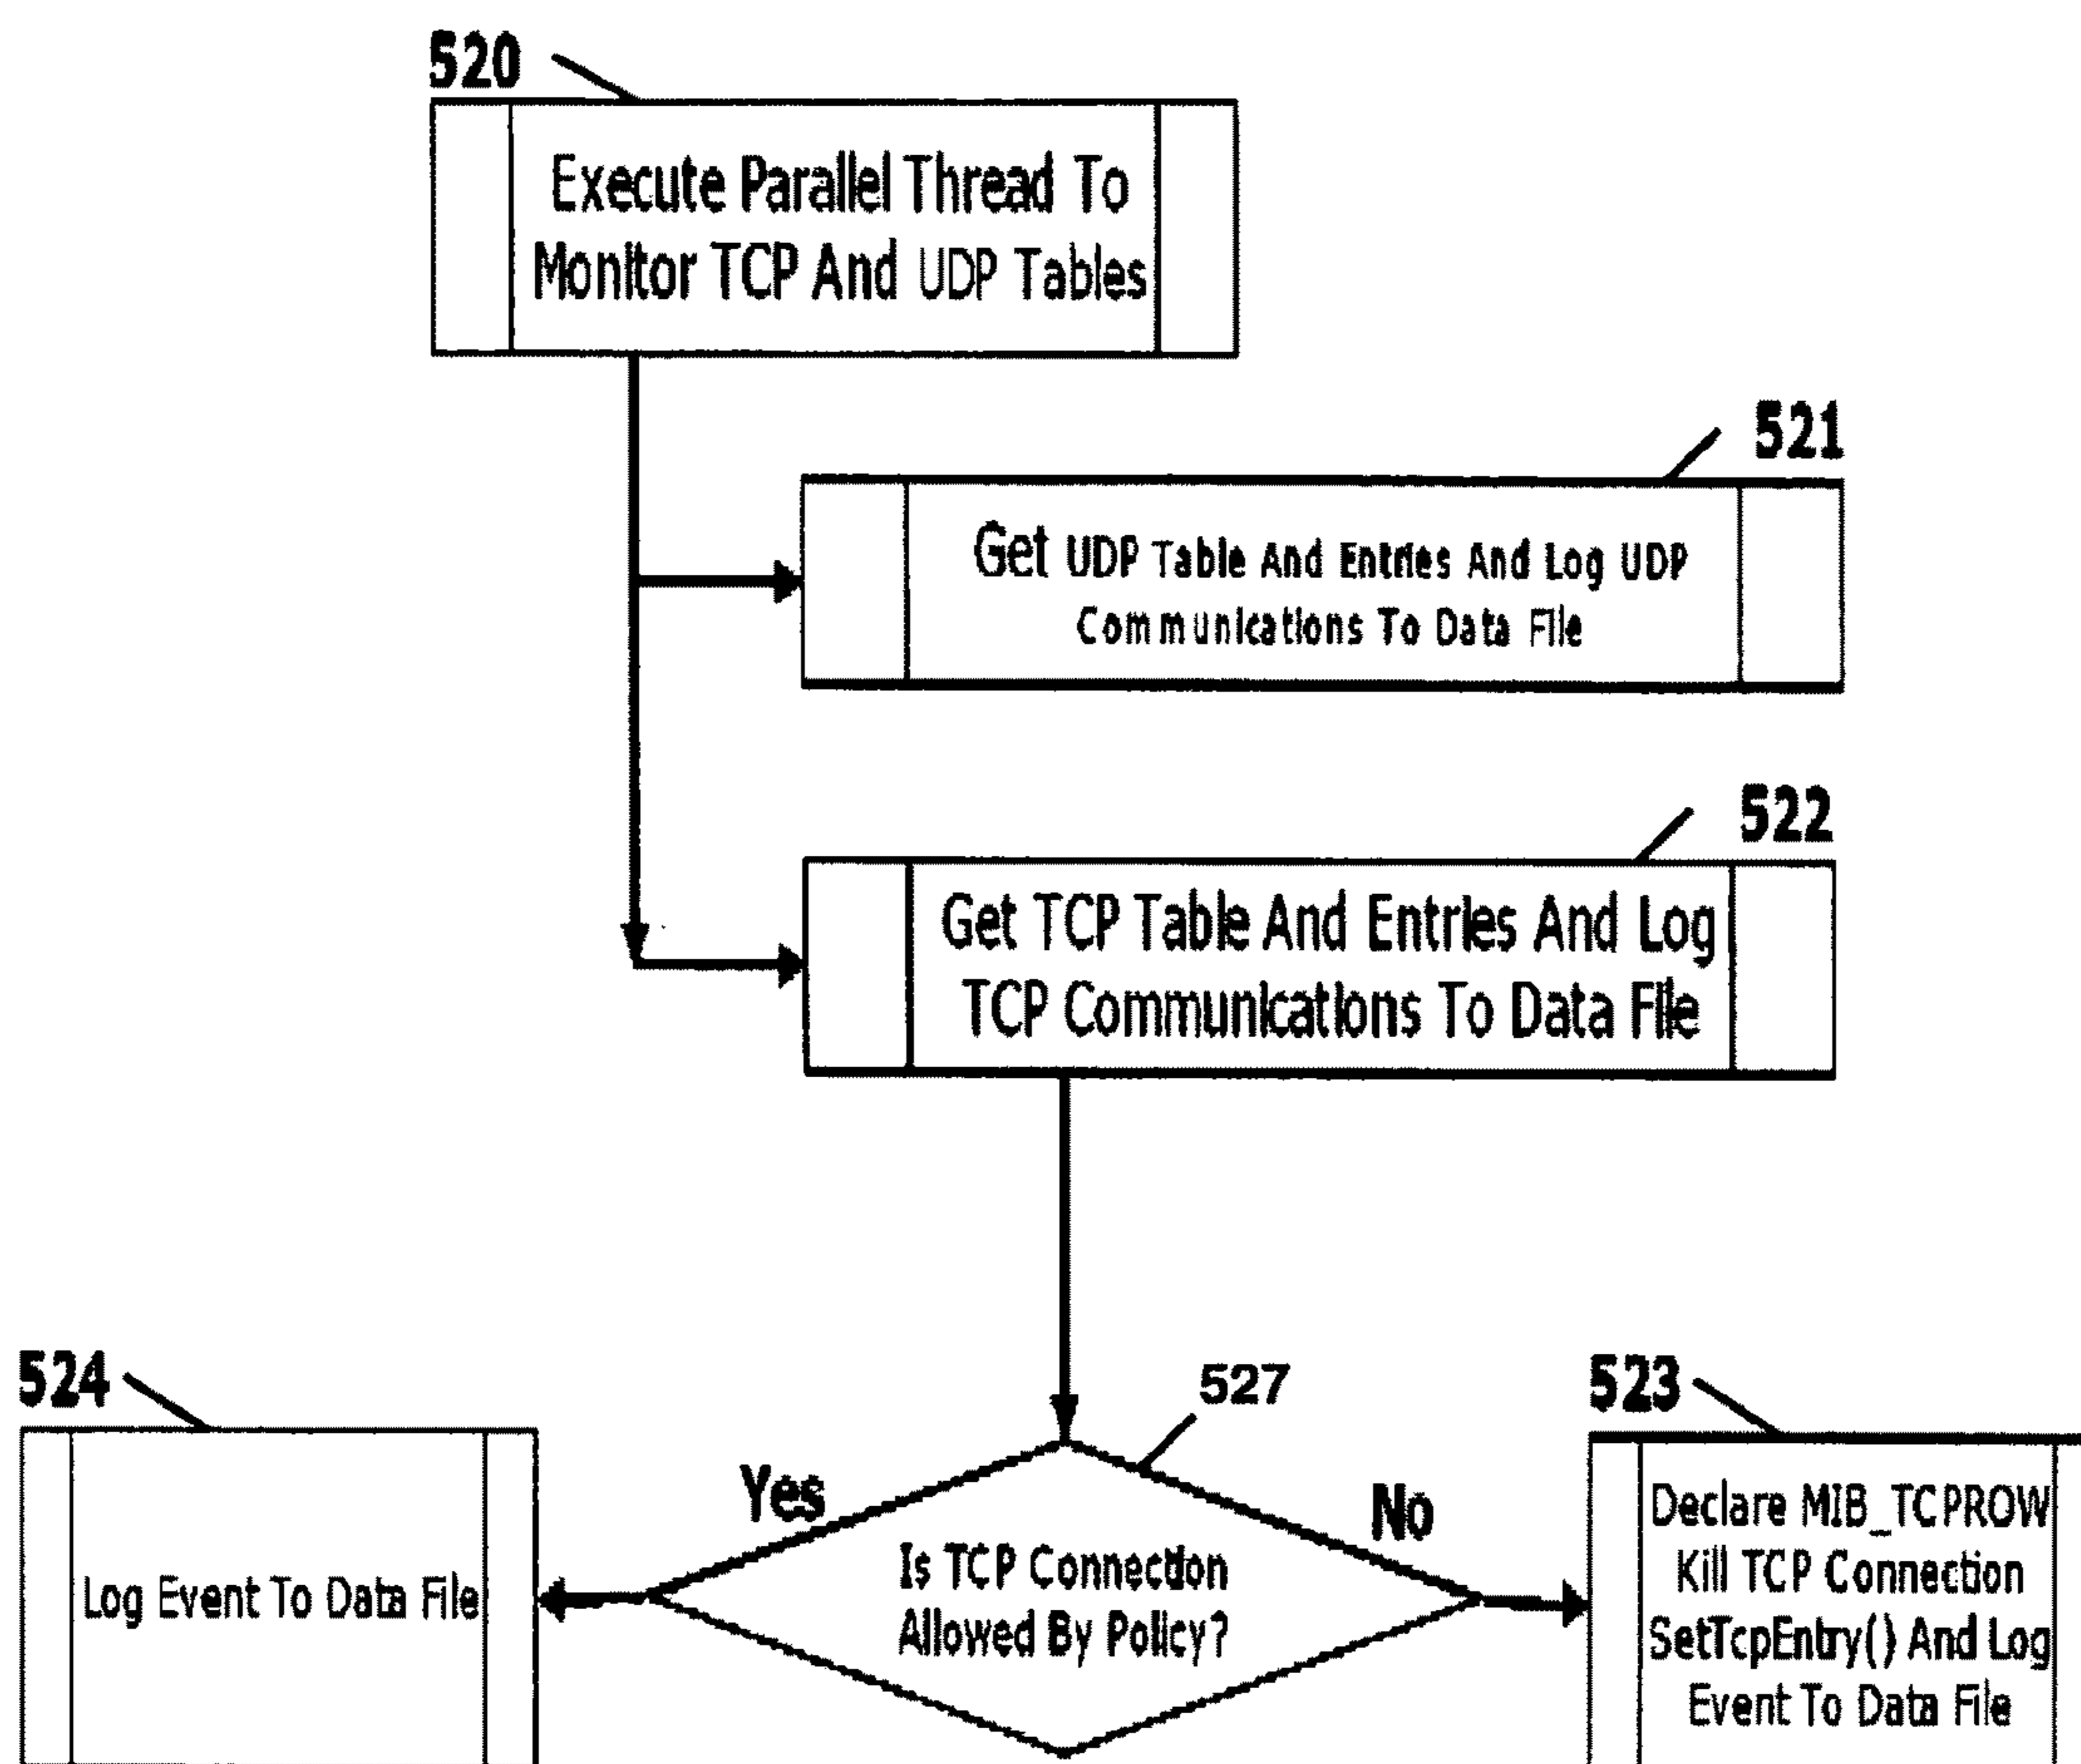 520
Execute Parallel Thread To
Monitor TCP And UDP Tables
521
Get UDP Table And Entries And Log UDP
Communications To Data File
522
Get TCP Table And Entries And Log
TCP Communications To Data File
524
527
523
Yes
No
Log Event To Data File
Is TCP Connection
Allowed By Policy?
Declare MIB_TCPROW
Kill TCP Connection
SetTcpEntry() And Log
Event To Data File